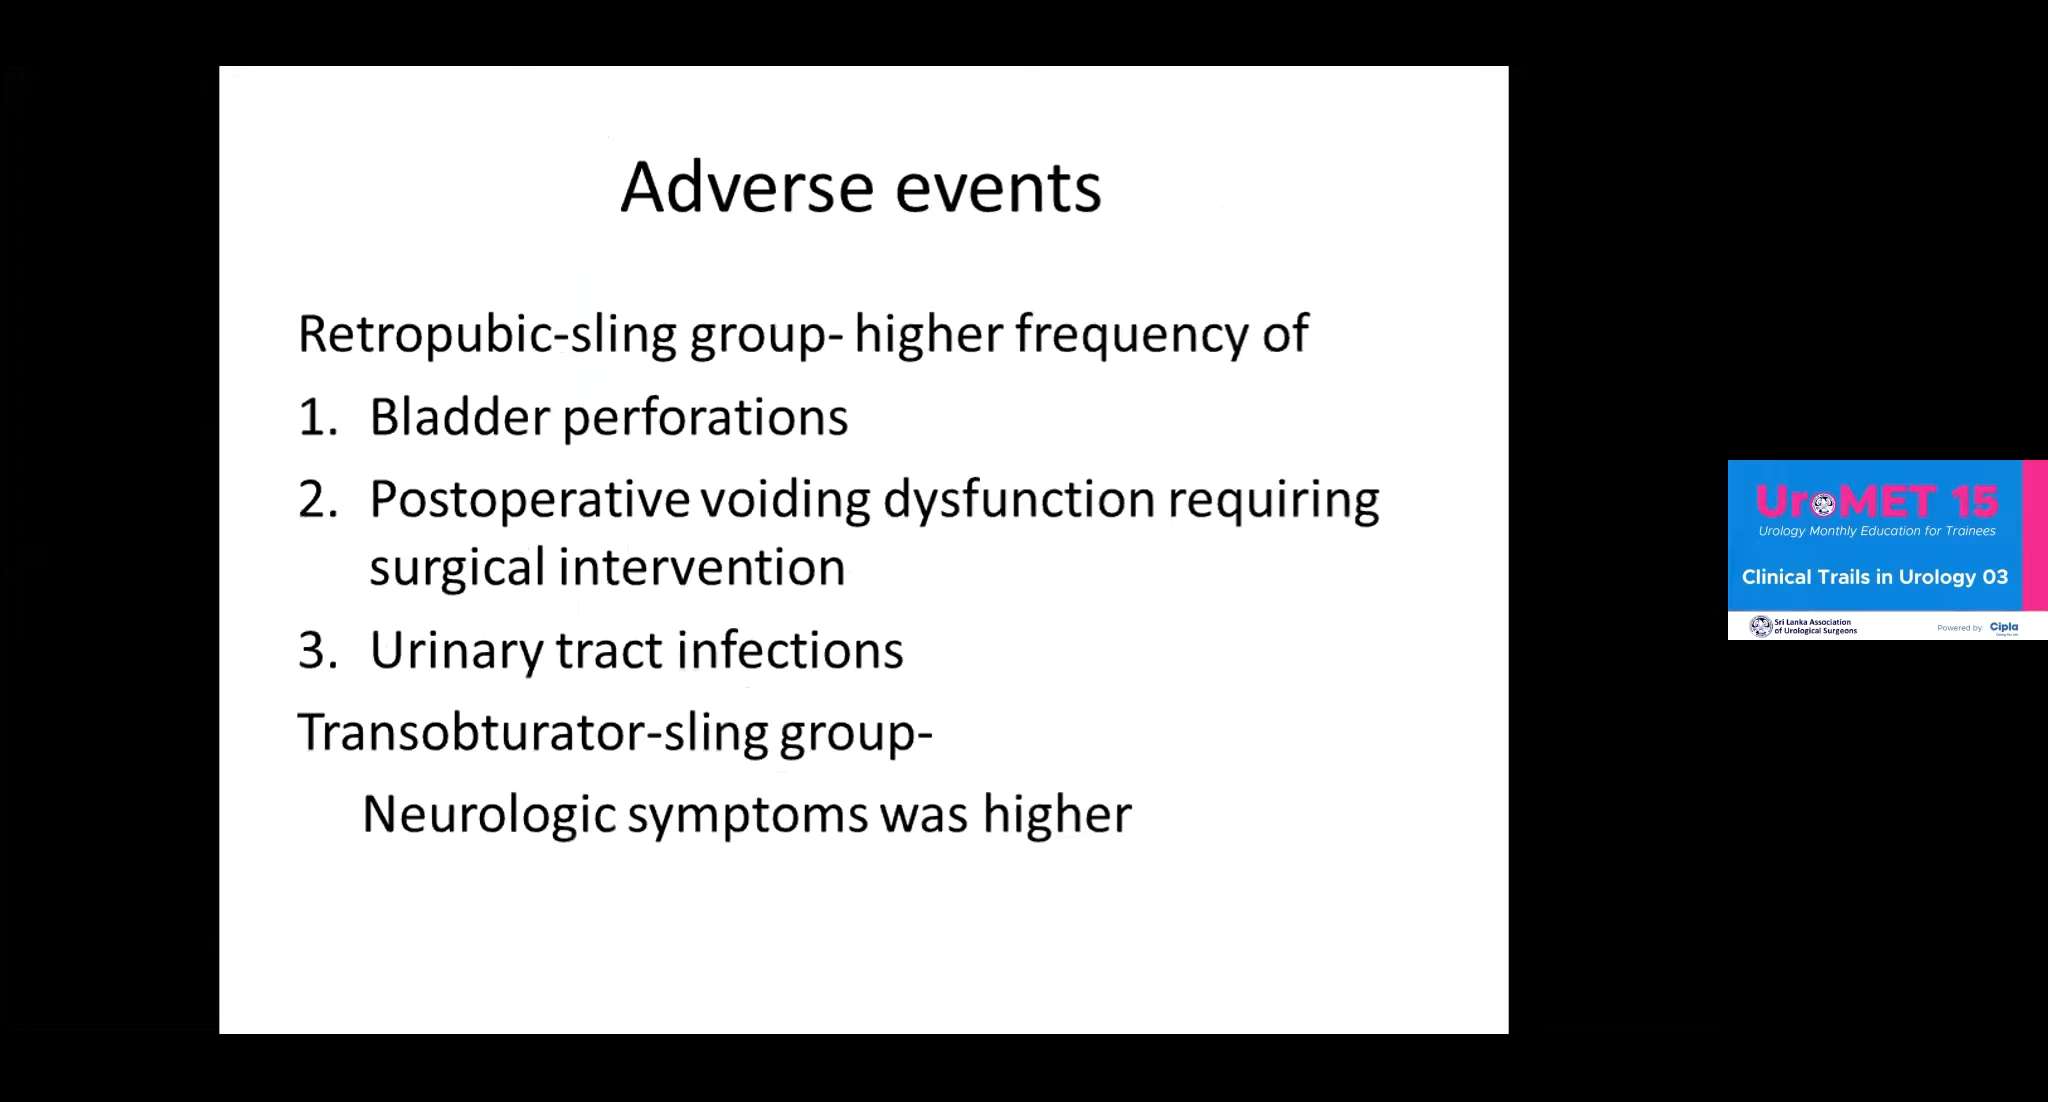 Adverse events
Retropubic-sling group- higher frequency of
1. Bladder perforations
2. Postoperative voiding dysfunction requiring
surgical intervention
3. Urinary tract infections
Transobturator-sling group-
Neurologic symptoms was higher
UroMET 15
Urology Monthly Education for Trainees
Clinical Trails in Urology 03
Sri Lanka Association
of Urological Surgeons
Powered by Cipla